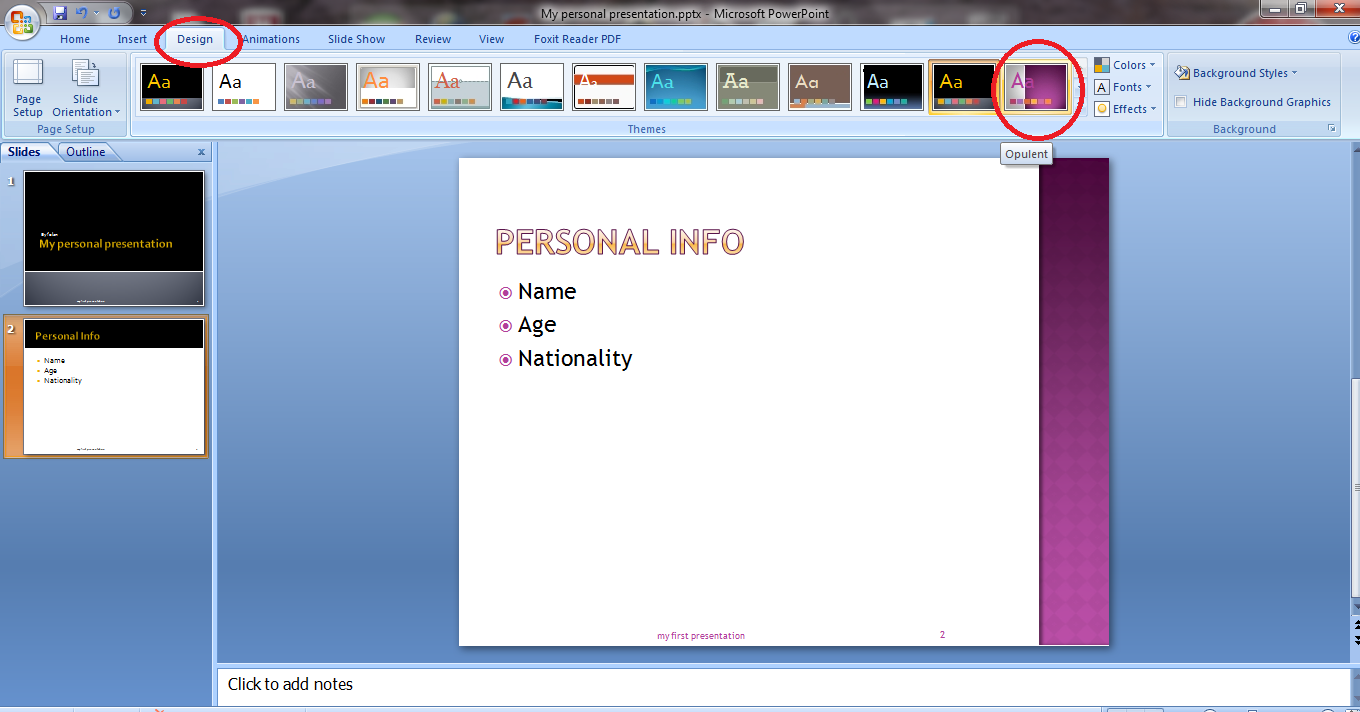 My personal presentation.pptx - Microsoft PowerPoint
Home Insert Design Animations Slide Show Review View Foxit Reader PDF
Aa Aa Aa Aa Aa Aa Aa Aa Aa Aa Aa Aa Aa
Page Setup
Slide Orientation
Page Setup
Themes
Colors
Fonts
Effects
Background Styles
Hide Background Graphics
Background
Opulent
Slides Outline x
1
My personal presentation
2
Personal Info
Name
Age
Nationality
PERSONAL INFO
Name
Age
Nationality
my first presentation 2
Click to add notes